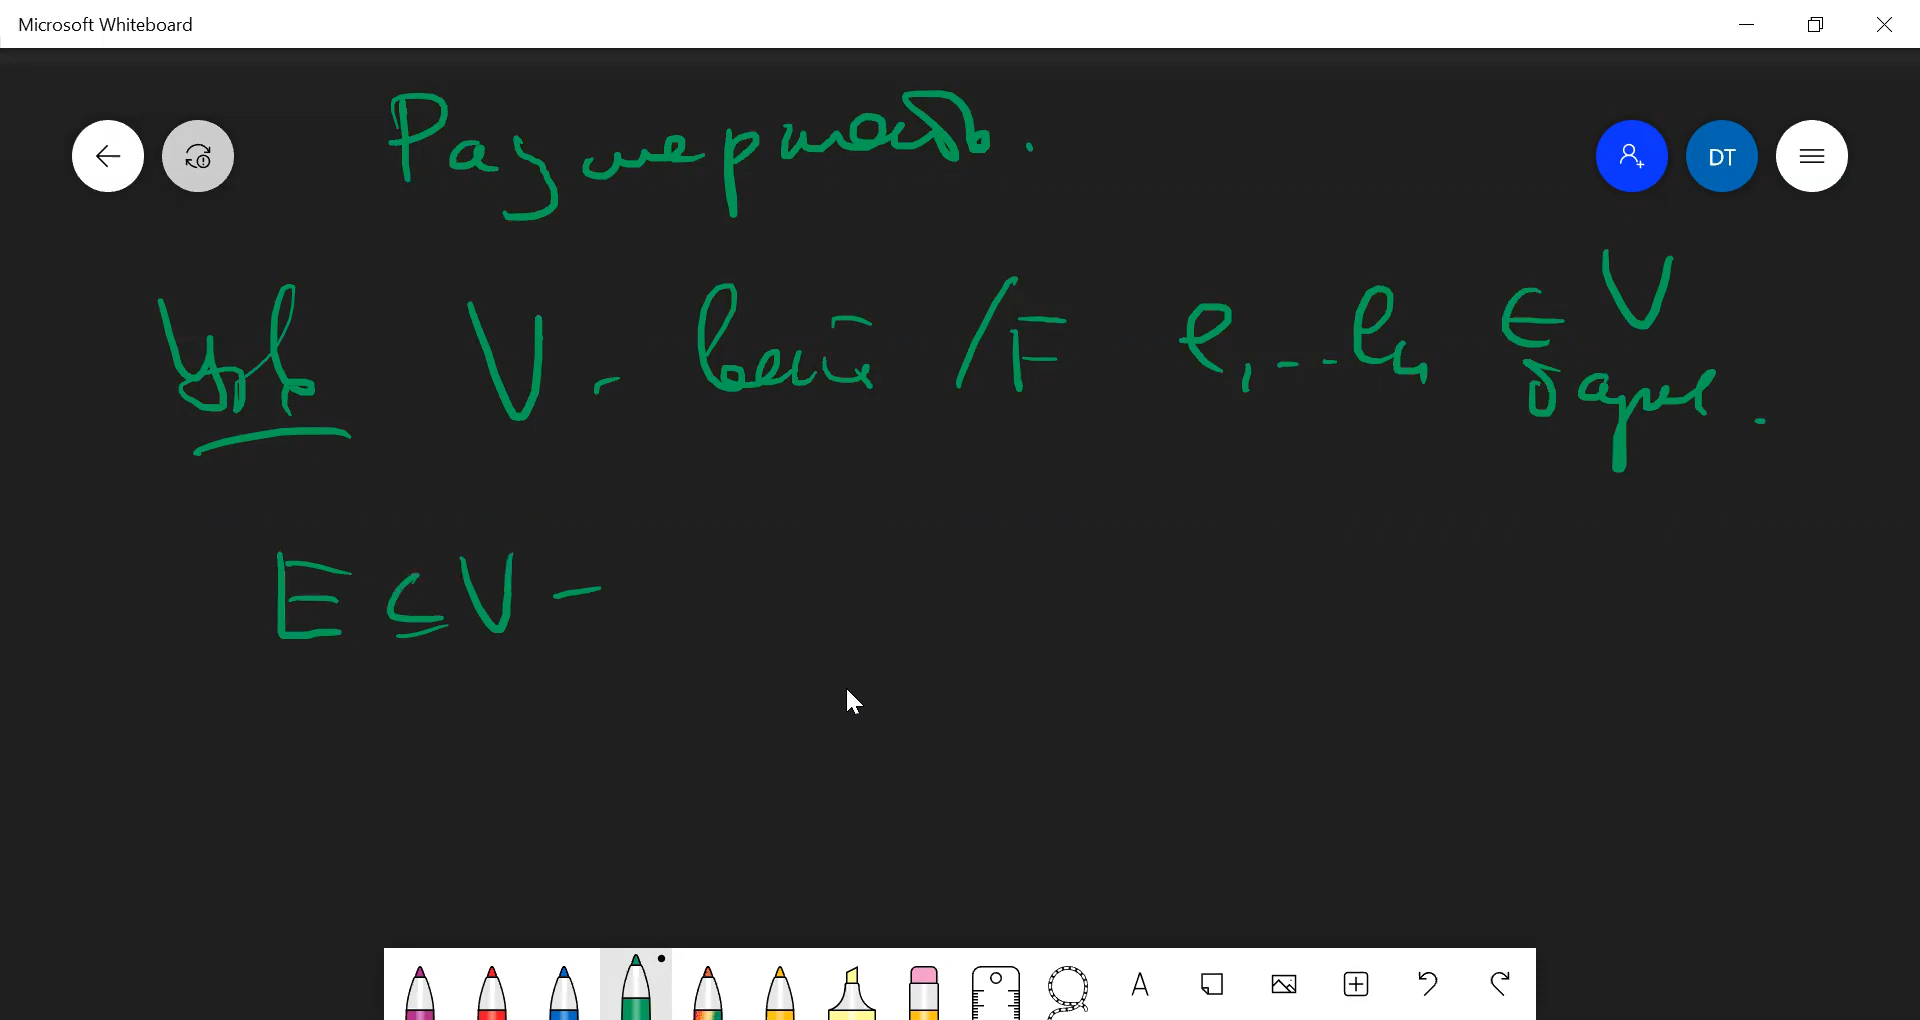 Microsoft Whiteboard
Размерность.
DT
Утв V - вект /F e₁...eₙ ∈ V
базис.
E ⊆ V -
A